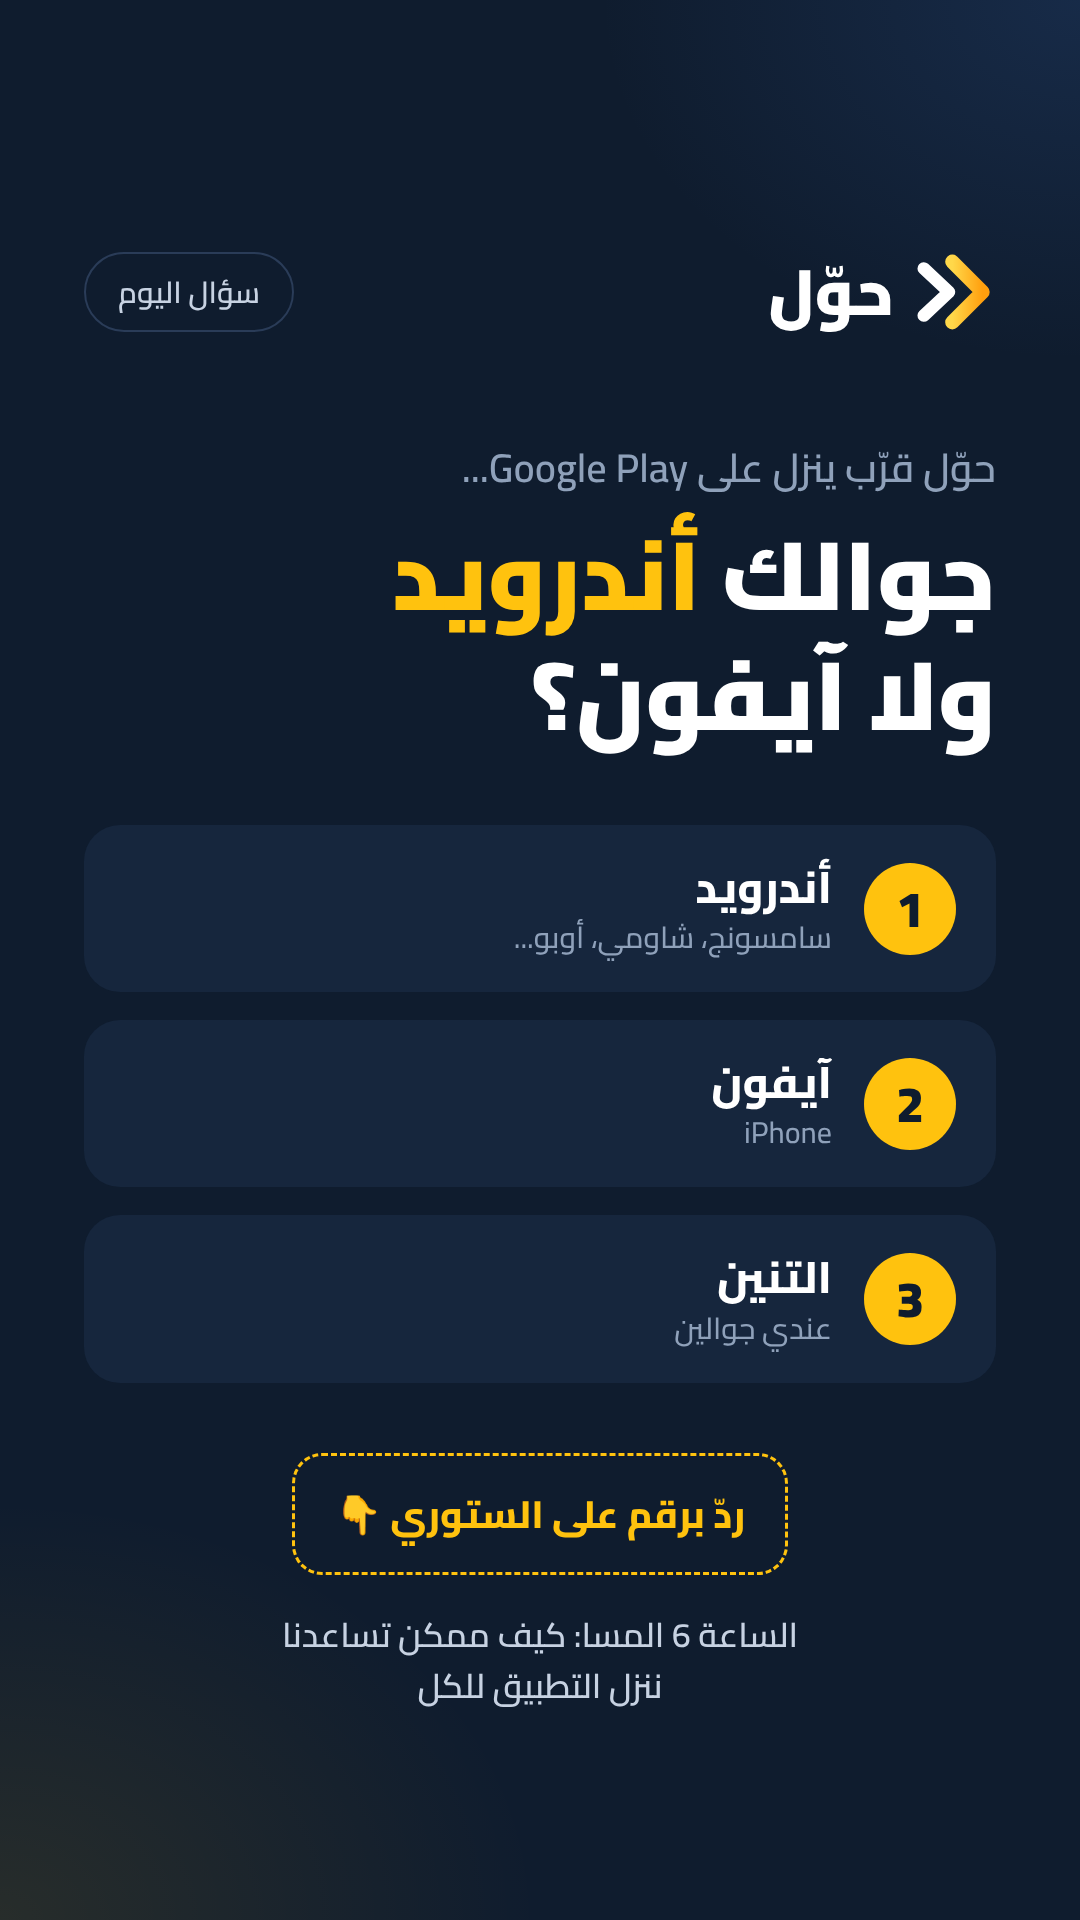 حوّل
سؤال اليوم
حوّل قرّب ينزل على Google Play...
جوالك أندرويد
ولا آيفون؟
1
أندرويد
سامسونج، شاومي، أوبو...
2
آيفون
iPhone
3
التنين
عندي جوالين
ردّ برقم على الستوري 👇
الساعة 6 المسا: كيف ممكن تساعدنا
ننزل التطبيق للكل